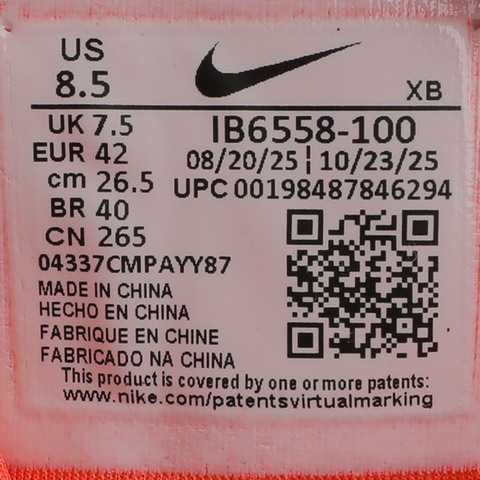 US
8.5
XB
UK 7.5
EUR 42
cm 26.5
BR 40
CN 265
IB6558-100
08/20/25 | 10/23/25
UPC 00198487846294
04337CMPAYY87
MADE IN CHINA
HECHO EN CHINA
FABRIQUE EN CHINE
FABRICADO NA CHINA
This product is covered by one or more patents:
www.nike.com/patentsvirtualmarking